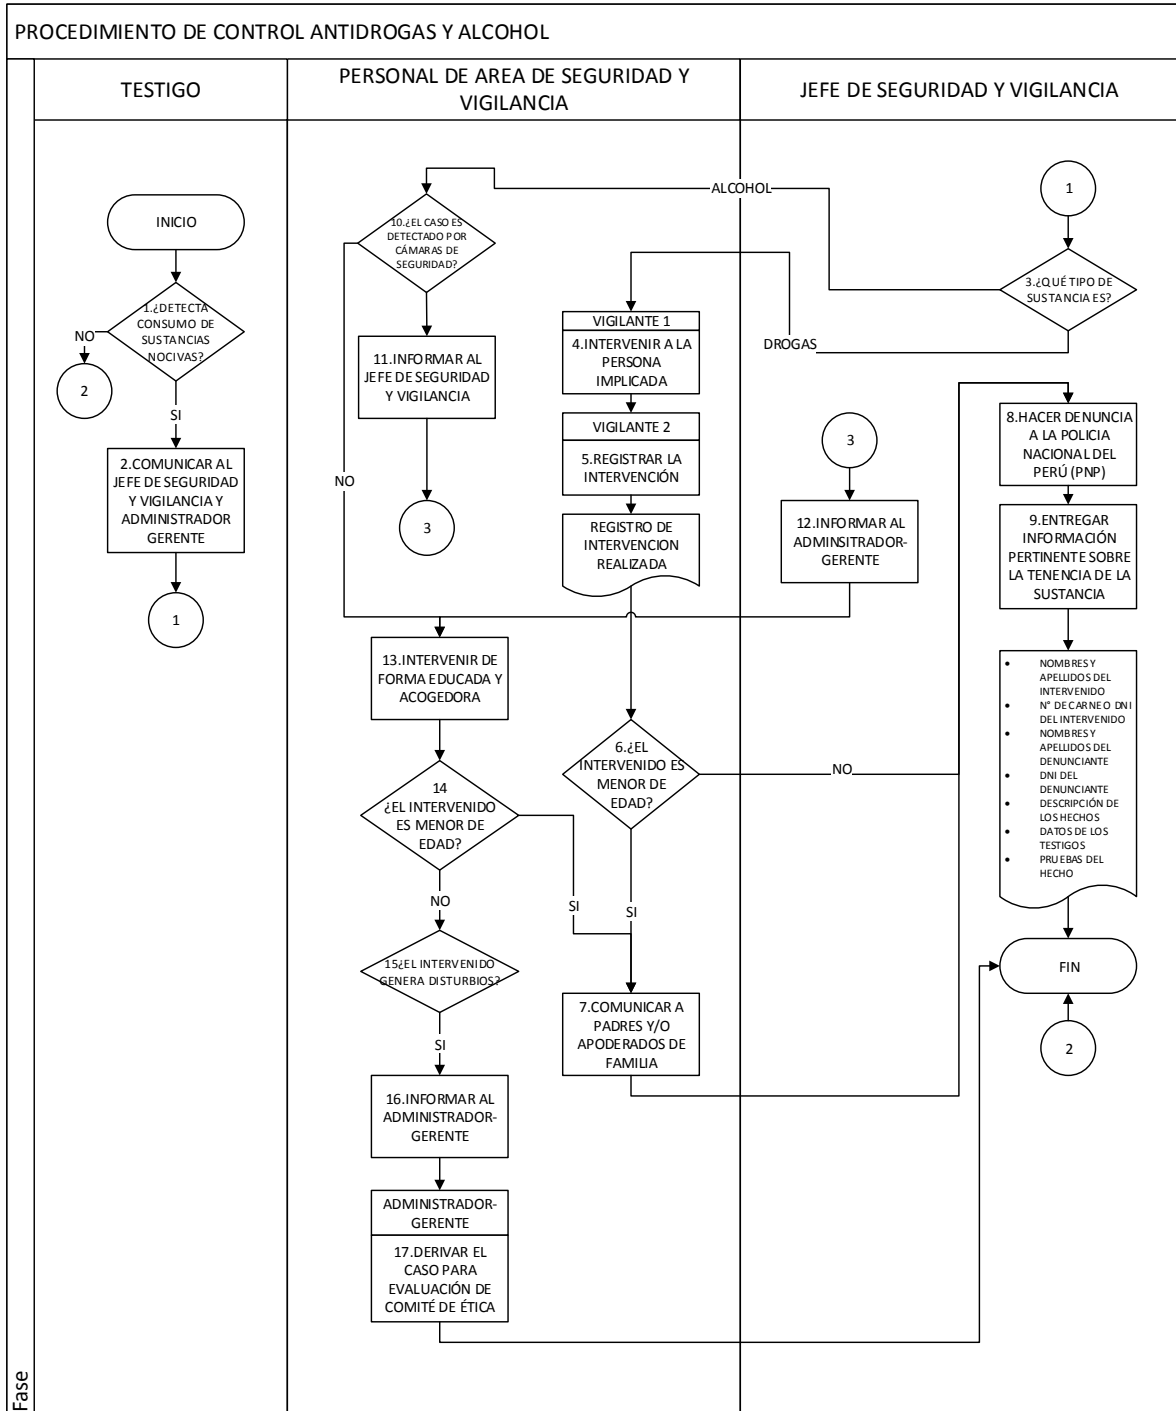 PROCEDIMIENTO DE CONTROL ANTIDROGAS Y ALCOHOL
Fase
TESTIGO
PERSONAL DE AREA DE SEGURIDAD Y
VIGILANCIA
JEFE DE SEGURIDAD Y VIGILANCIA
INICIO
1.¿DETECTA
CONSUMO DE
SUSTANCIAS
NOCIVAS?
NO
2
SI
2.COMUNICAR AL
JEFE DE SEGURIDAD
Y VIGILANCIA Y
ADMINISTRADOR
GERENTE
1
10.¿EL CASO ES
DETECTADO POR
CÁMARAS DE
SEGURIDAD?
NO
11.INFORMAR AL
JEFE DE SEGURIDAD
Y VIGILANCIA
3
13.INTERVENIR DE
FORMA EDUCADA Y
ACOGEDORA
14
¿EL INTERVENIDO
ES MENOR DE
EDAD?
NO
SI
15¿EL INTERVENIDO
GENERA DISTURBIOS?
SI
16.INFORMAR AL
ADMINISTRADOR-
GERENTE
ADMINISTRADOR-
GERENTE
17.DERIVAR EL
CASO PARA
EVALUACIÓN DE
COMITÉ DE ÉTICA
VIGILANTE 1
4.INTERVENIR A LA
PERSONA
IMPLICADA
VIGILANTE 2
5.REGISTRAR LA
INTERVENCIÓN
REGISTRO DE
INTERVENCION
REALIZADA
6.¿EL
INTERVENIDO ES
MENOR DE
EDAD?
NO
SI
7.COMUNICAR A
PADRES Y/O
APODERADOS DE
FAMILIA
ALCOHOL
DROGAS
1
3.¿QUÉ TIPO DE
SUSTANCIA ES?
3
12.INFORMAR AL
ADMINSITRADOR-
GERENTE
8.HACER DENUNCIA
A LA POLICIA
NACIONAL DEL
PERÚ (PNP)
9.ENTREGAR
INFORMACIÓN
PERTINENTE SOBRE
LA TENENCIA DE LA
SUSTANCIA
• NOMBRES Y
APELLIDOS DEL
INTERVENIDO
• N° DE CARNE O DNI
DEL INTERVENIDO
• NOMBRES Y
APELLIDOS DEL
DENUNCIANTE
• DNI DEL
DENUNCIANTE
• DESCRIPCIÓN DE
LOS HECHOS
• DATOS DE LOS
TESTIGOS
• PRUEBAS DEL
HECHO
FIN
2